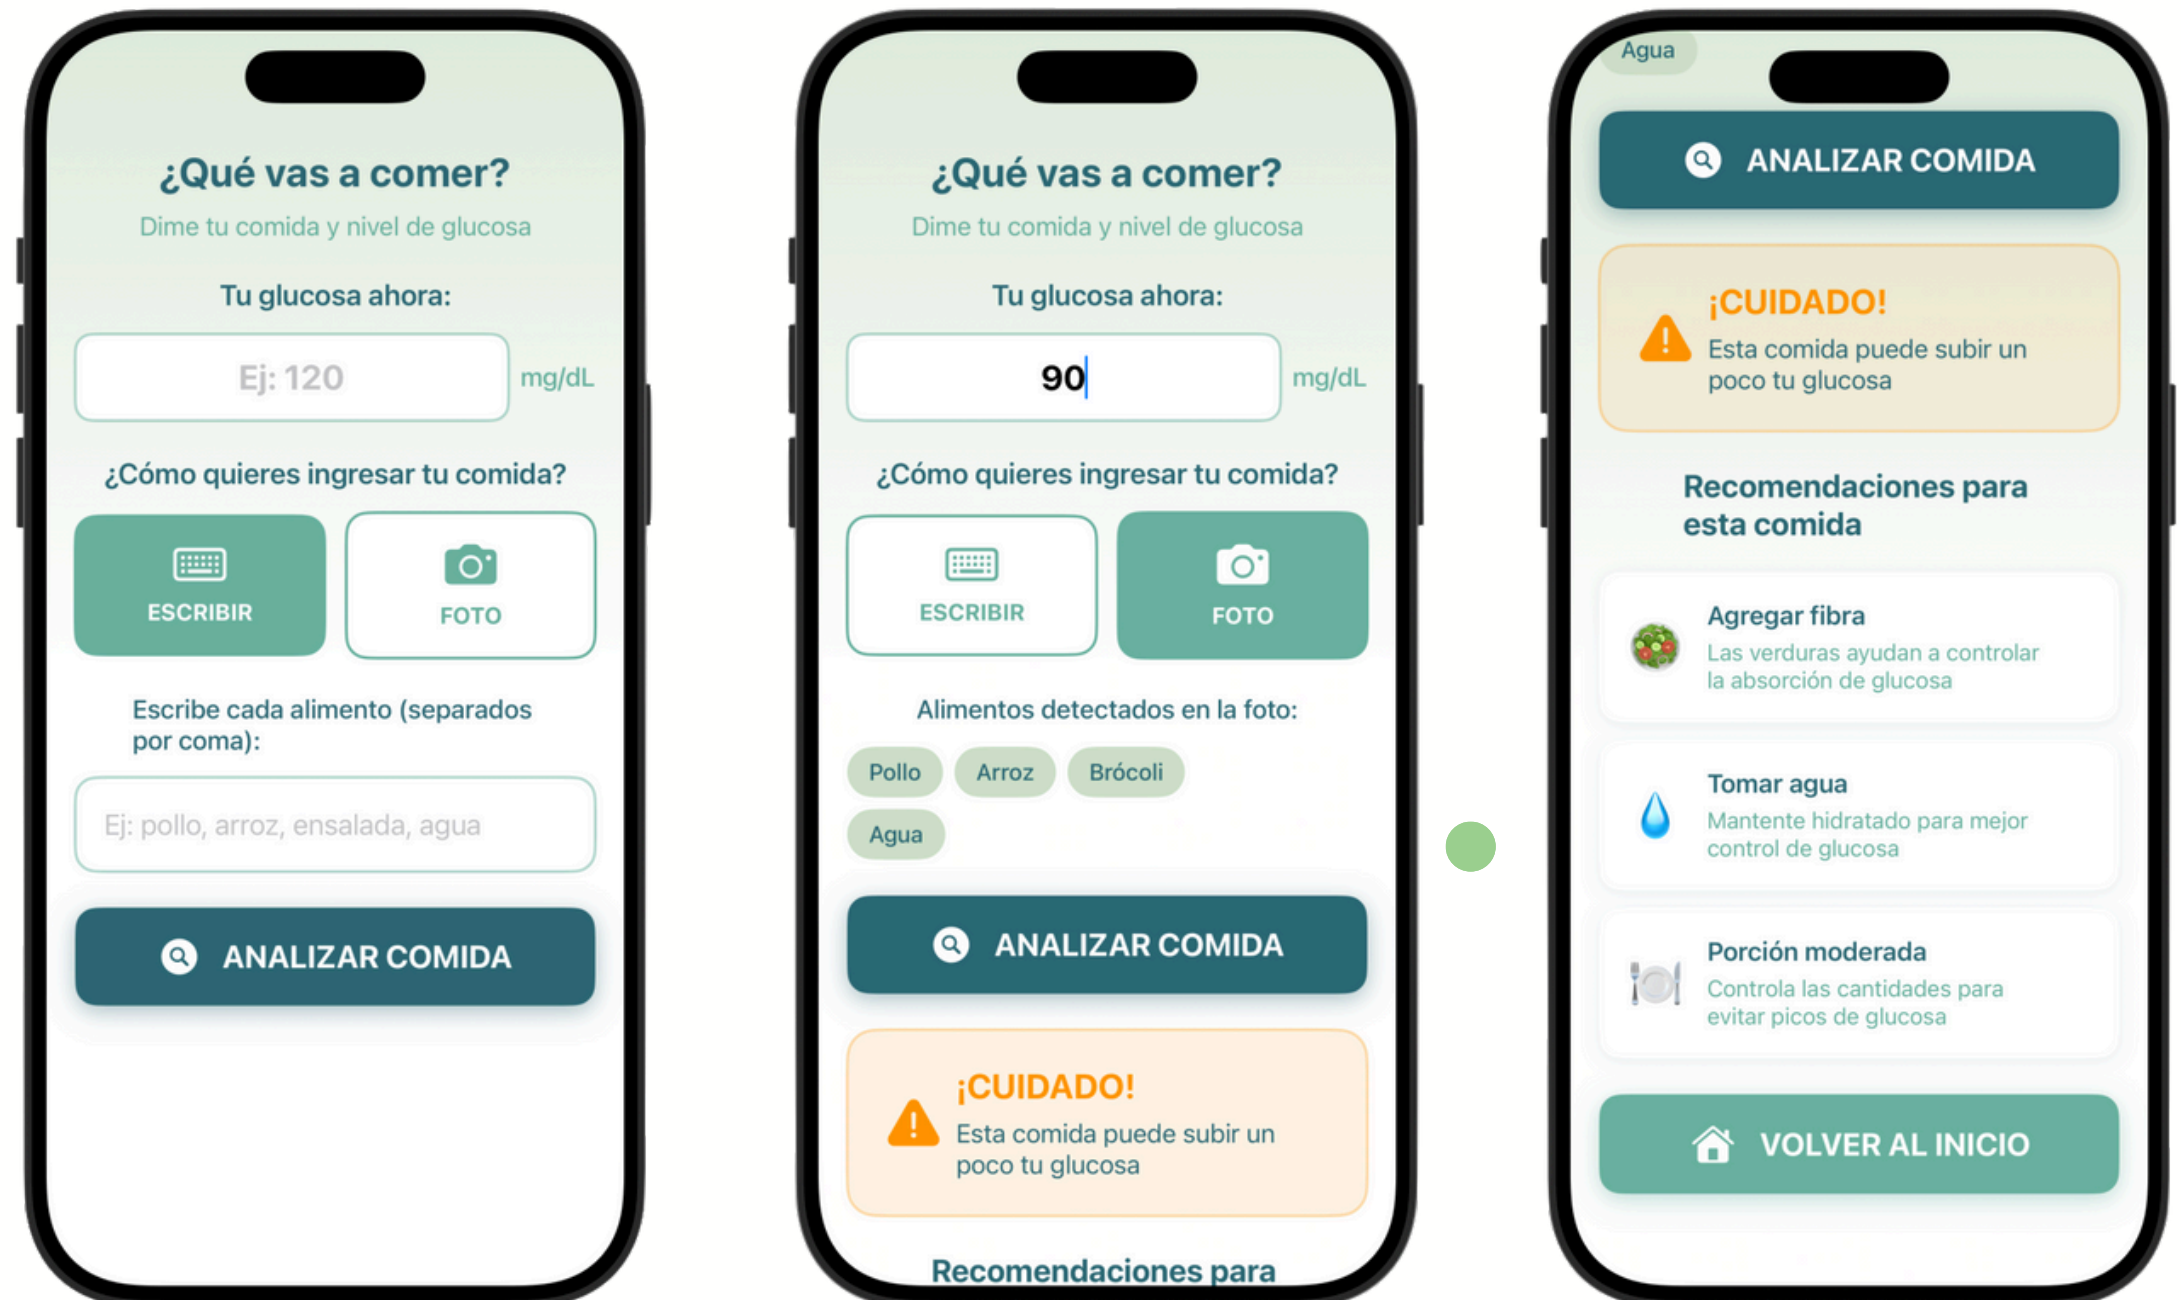 ¿Qué vas a comer?
Dime tu comida y nivel de glucosa
Tu glucosa ahora:
Ej: 120
mg/dL
¿Cómo quieres ingresar tu comida?
ESCRIBIR
FOTO
Escribe cada alimento (separados
por coma):
Ej: pollo, arroz, ensalada, agua
ANALIZAR COMIDA
¿Qué vas a comer?
Dime tu comida y nivel de glucosa
Tu glucosa ahora:
90
mg/dL
¿Cómo quieres ingresar tu comida?
ESCRIBIR
FOTO
Alimentos detectados en la foto:
Pollo
Arroz
Brócoli
Agua
ANALIZAR COMIDA
¡CUIDADO!
Esta comida puede subir un
poco tu glucosa
Recomendaciones para
Agua
ANALIZAR COMIDA
¡CUIDADO!
Esta comida puede subir un
poco tu glucosa
Recomendaciones para
esta comida
Agregar fibra
Las verduras ayudan a controlar
la absorción de glucosa
Tomar agua
Mantente hidratado para mejor
control de glucosa
Porción moderada
Controla las cantidades para
evitar picos de glucosa
VOLVER AL INICIO